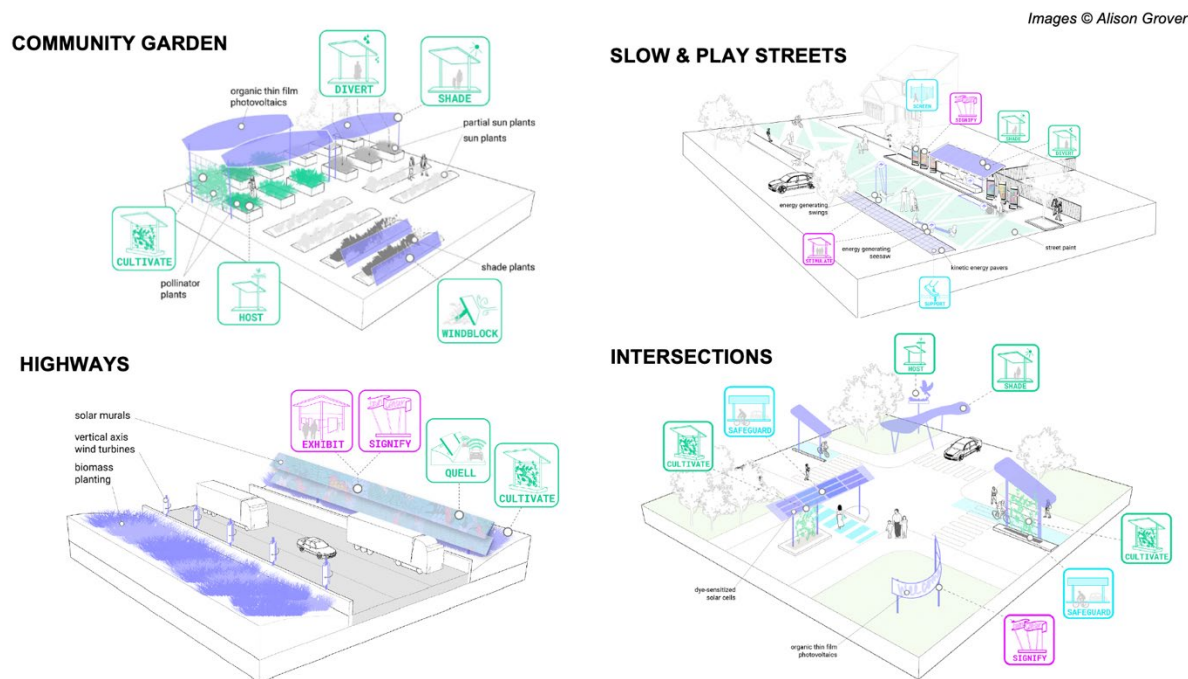 Images © Alison Grover
COMMUNITY GARDEN
DIVERT
SHADE
organic thin film
photovoltaics
partial sun plants
sun plants
CULTIVATE
pollinator
plants
HOST
shade plants
WINDBLOCK
SLOW & PLAY STREETS
SCREEN
SIGNIFY
SHADE
DIVERT
energy generating
swings
STIMULATE
energy generating
seesaw
street paint
kinetic energy pavers
SUPPORT
HIGHWAYS
solar murals
vertical axis
wind turbines
biomass
planting
EXHIBIT
SIGNIFY
QUELL
CULTIVATE
INTERSECTIONS
HOST
SHADE
SAFEGUARD
CULTIVATE
CULTIVATE
dye-sensitized
solar cells
SAFEGUARD
organic thin film
photovoltaics
SIGNIFY